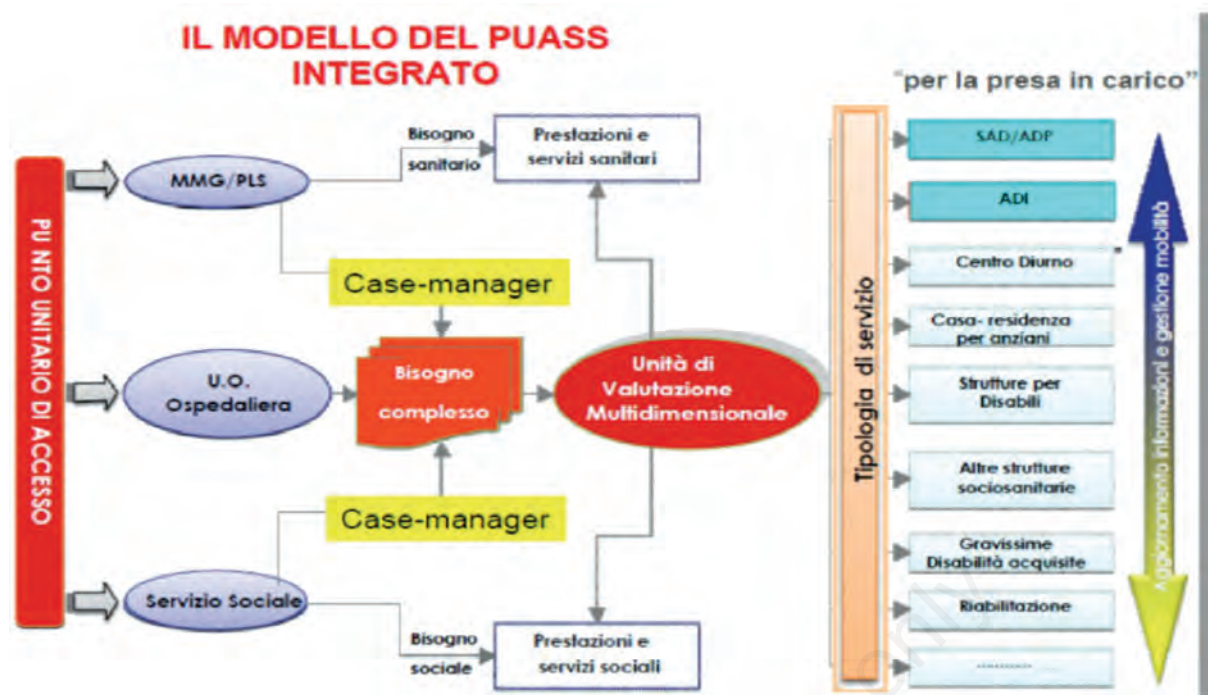 IL MODELLO DEL PUASS
INTEGRATO
"per la presa in carico"
PU NTO UNITARIO DI ACCESSO
MMG/PLS
Bisogno
sanitario
Prestazioni e
servizi sanitari
Case-manager
U.O.
Ospedaliera
Bisogno
complesso
Unità di
Valutazione
Multidimensionale
Case-manager
Servizio Sociale
Bisogno
sociale
Prestazioni e
servizi sociali
Tipologia di servizio
SAD/ADP
ADI
Centro Diurno
Casa- residenza
per anziani
Strutture per
Disabili
Altre strutture
sociosanitarie
Gravissime
Disabilità acquisite
Riabilitazione
............
Aggiornamento informazioni e gestione mobilità
only